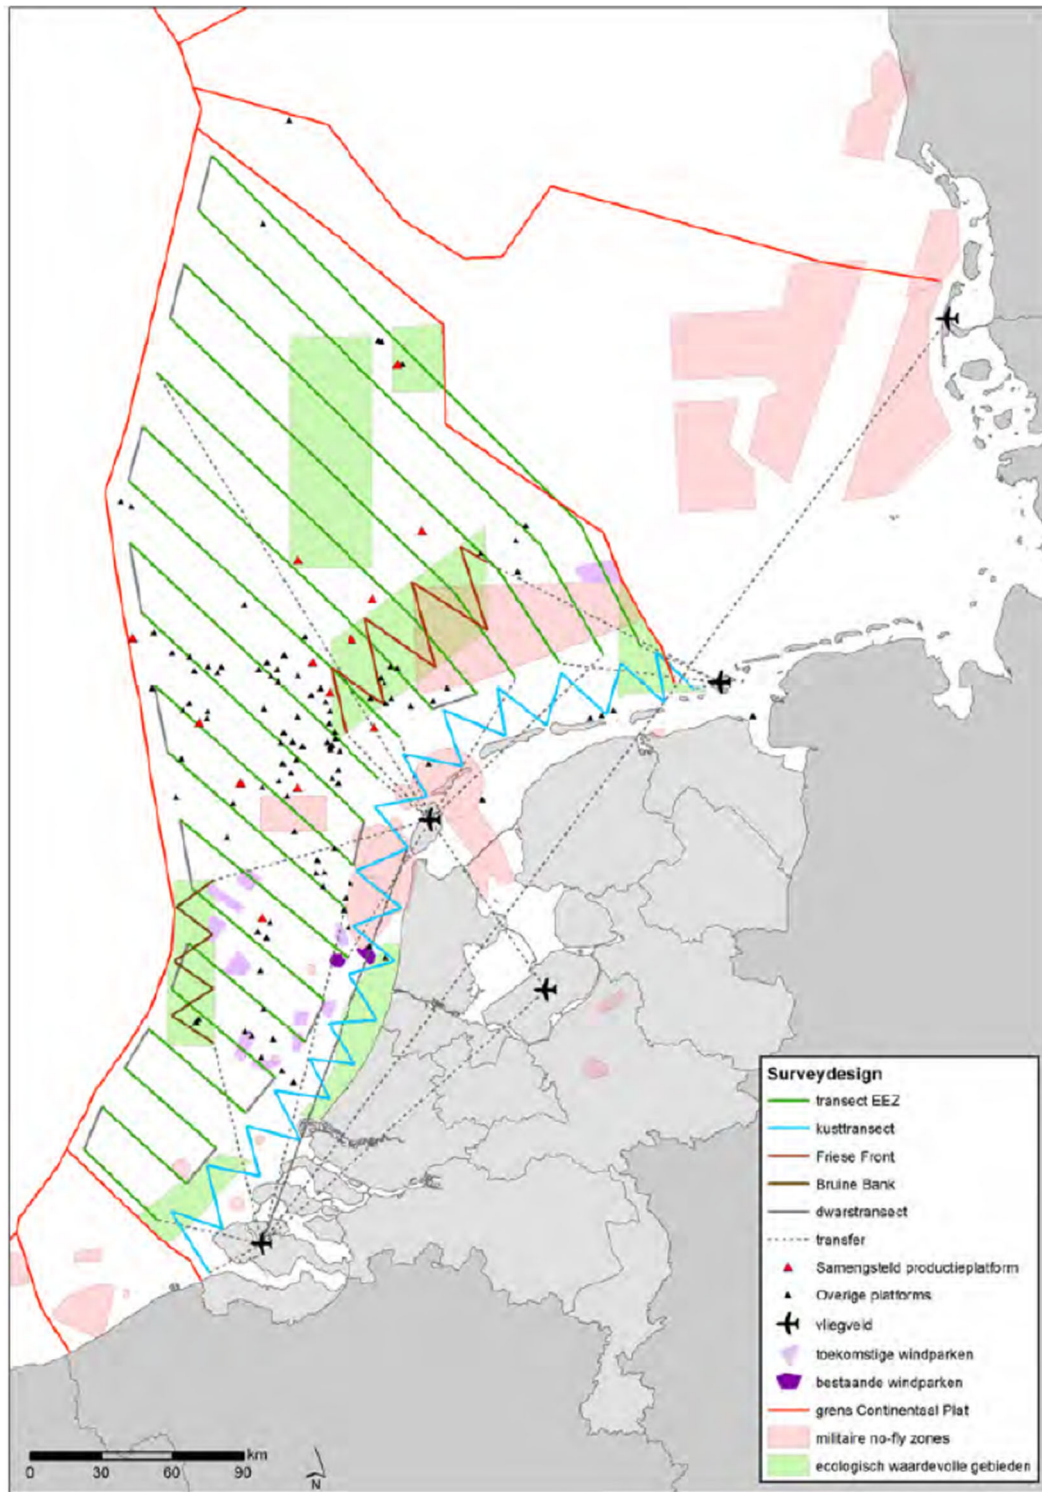 Surveydesign
transect EEZ
kusttransect
Friese Front
Bruine Bank
dwarstransect
transfer
Samengsteld productieplatform
Overige platforms
vliegveld
toekomstige windparken
bestaande windparken
grens Continentaal Plat
militaire no-fly zones
ecologisch waardevolle gebieden
km
0 30 60 90
N